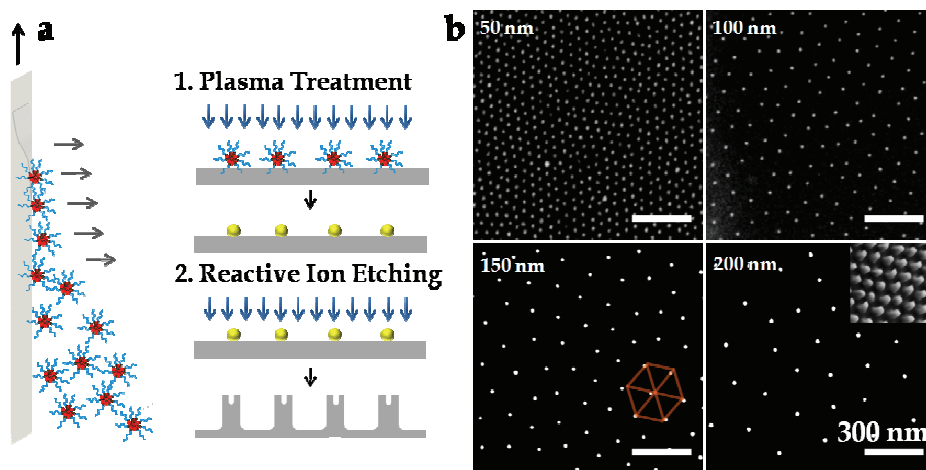 a
1. Plasma Treatment
2. Reactive Ion Etching
b
50 nm
100 nm
150 nm
200 nm
300 nm